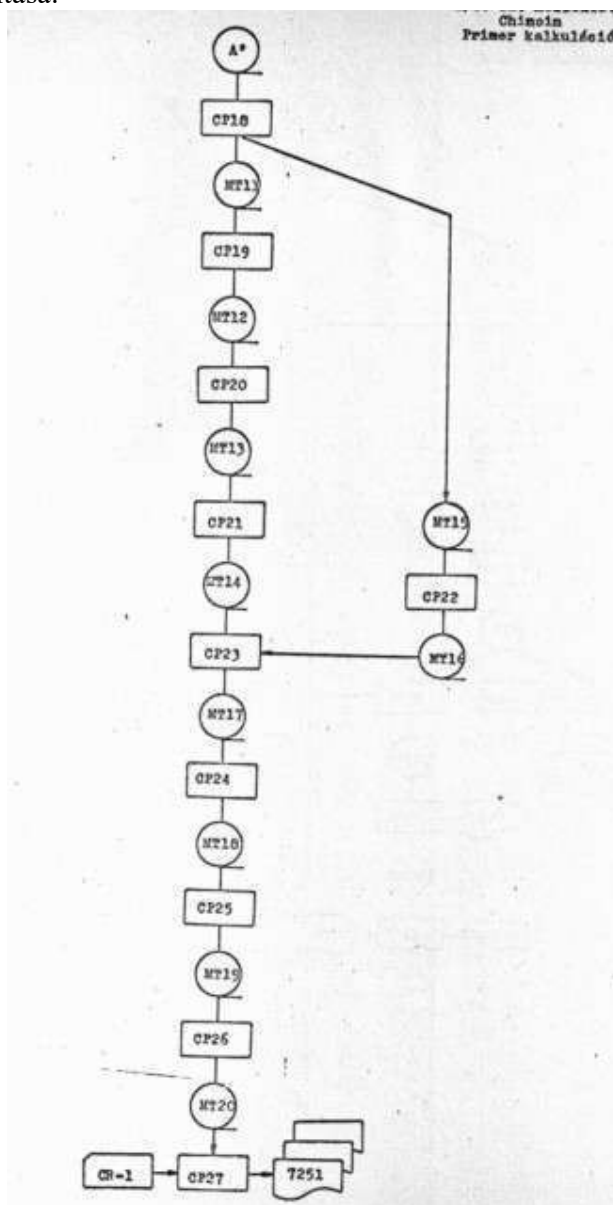 Chimoin
Primer kalkuláció
A*
CP18
MT11
CP19
MT12
CP20
MT13
CP21
MT15
MT14
CP22
CP23
MT16
MT17
CP24
MT18
CP25
MT19
CP26
MT20
CR-1
CP27
7251